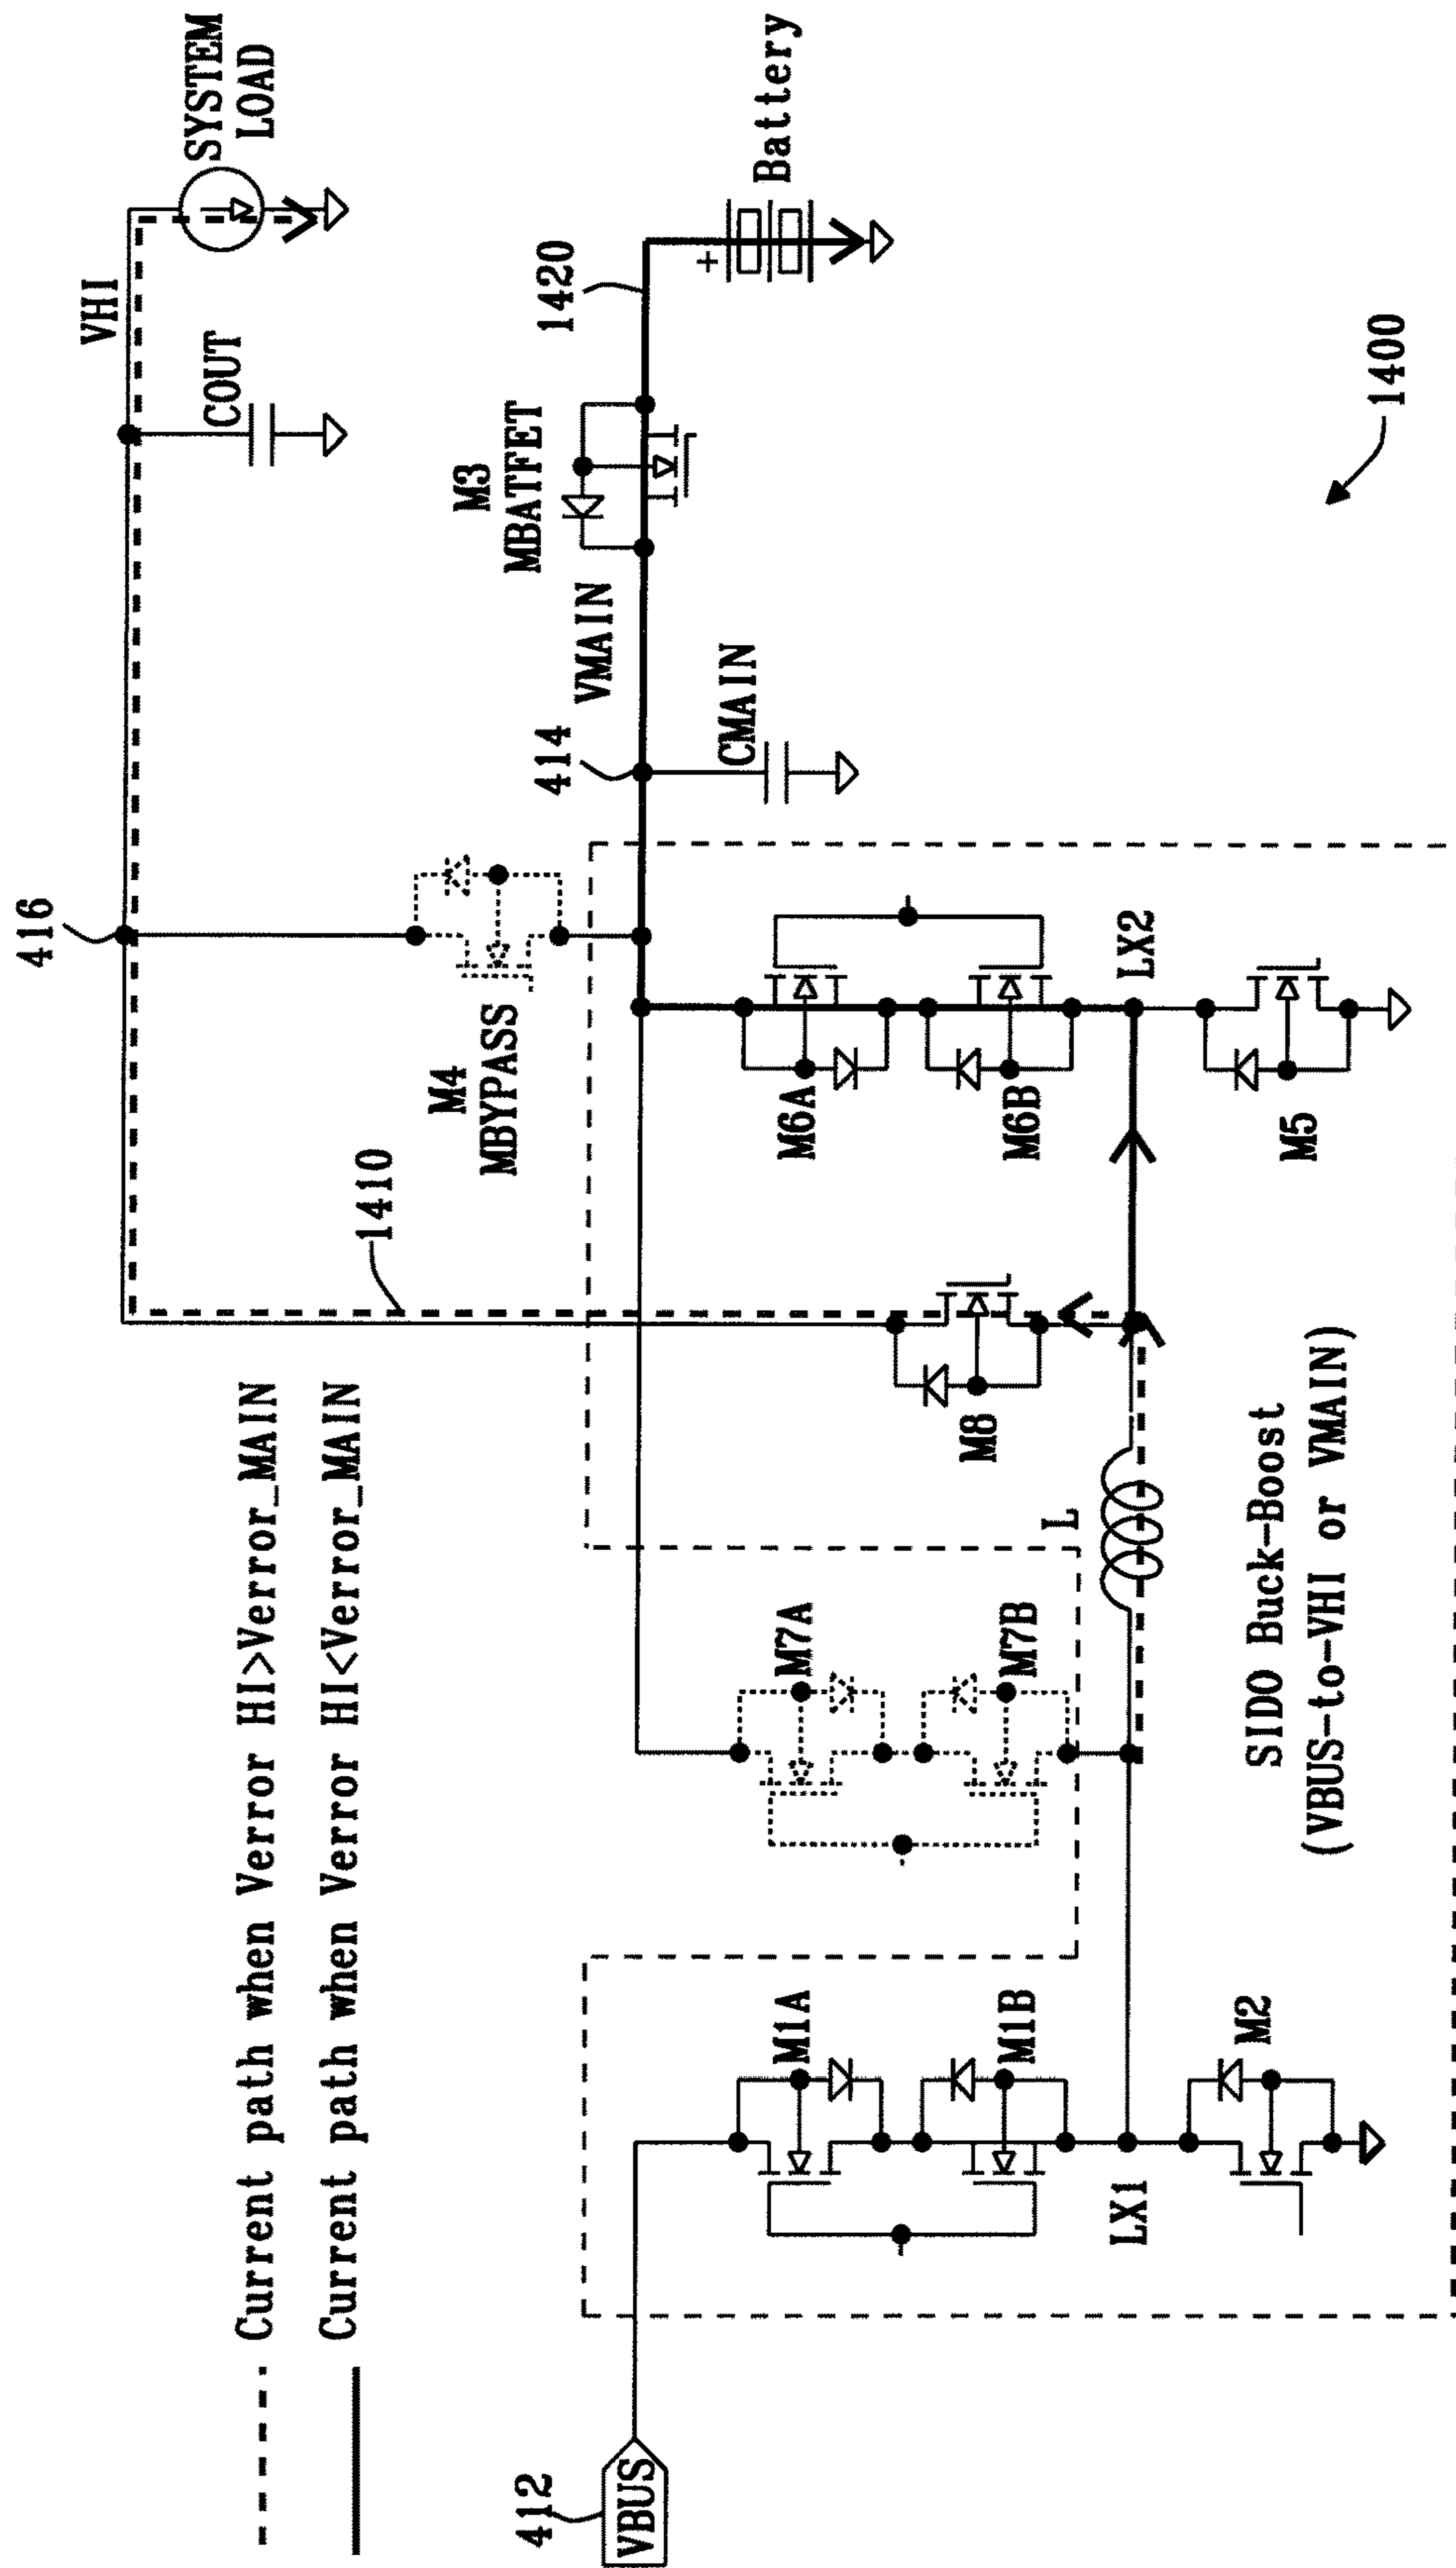 - - - - Current path when Verror HI>Verror_MAIN
Current path when Verror HI<Verror_MAIN
412
VBUS
416
VHI
SYSTEM
LOAD
COUT
1410
M4
MBYPASS
414
VMAIN
M3
MBATFET
1420
Battery
+
CMAIN
M1A
M1B
LX1
M2
M7A
M7B
L
M8
M6A
M6B
LX2
M5
SIDO Buck-Boost
(VBUS-to-VHI or VMAIN)
1400